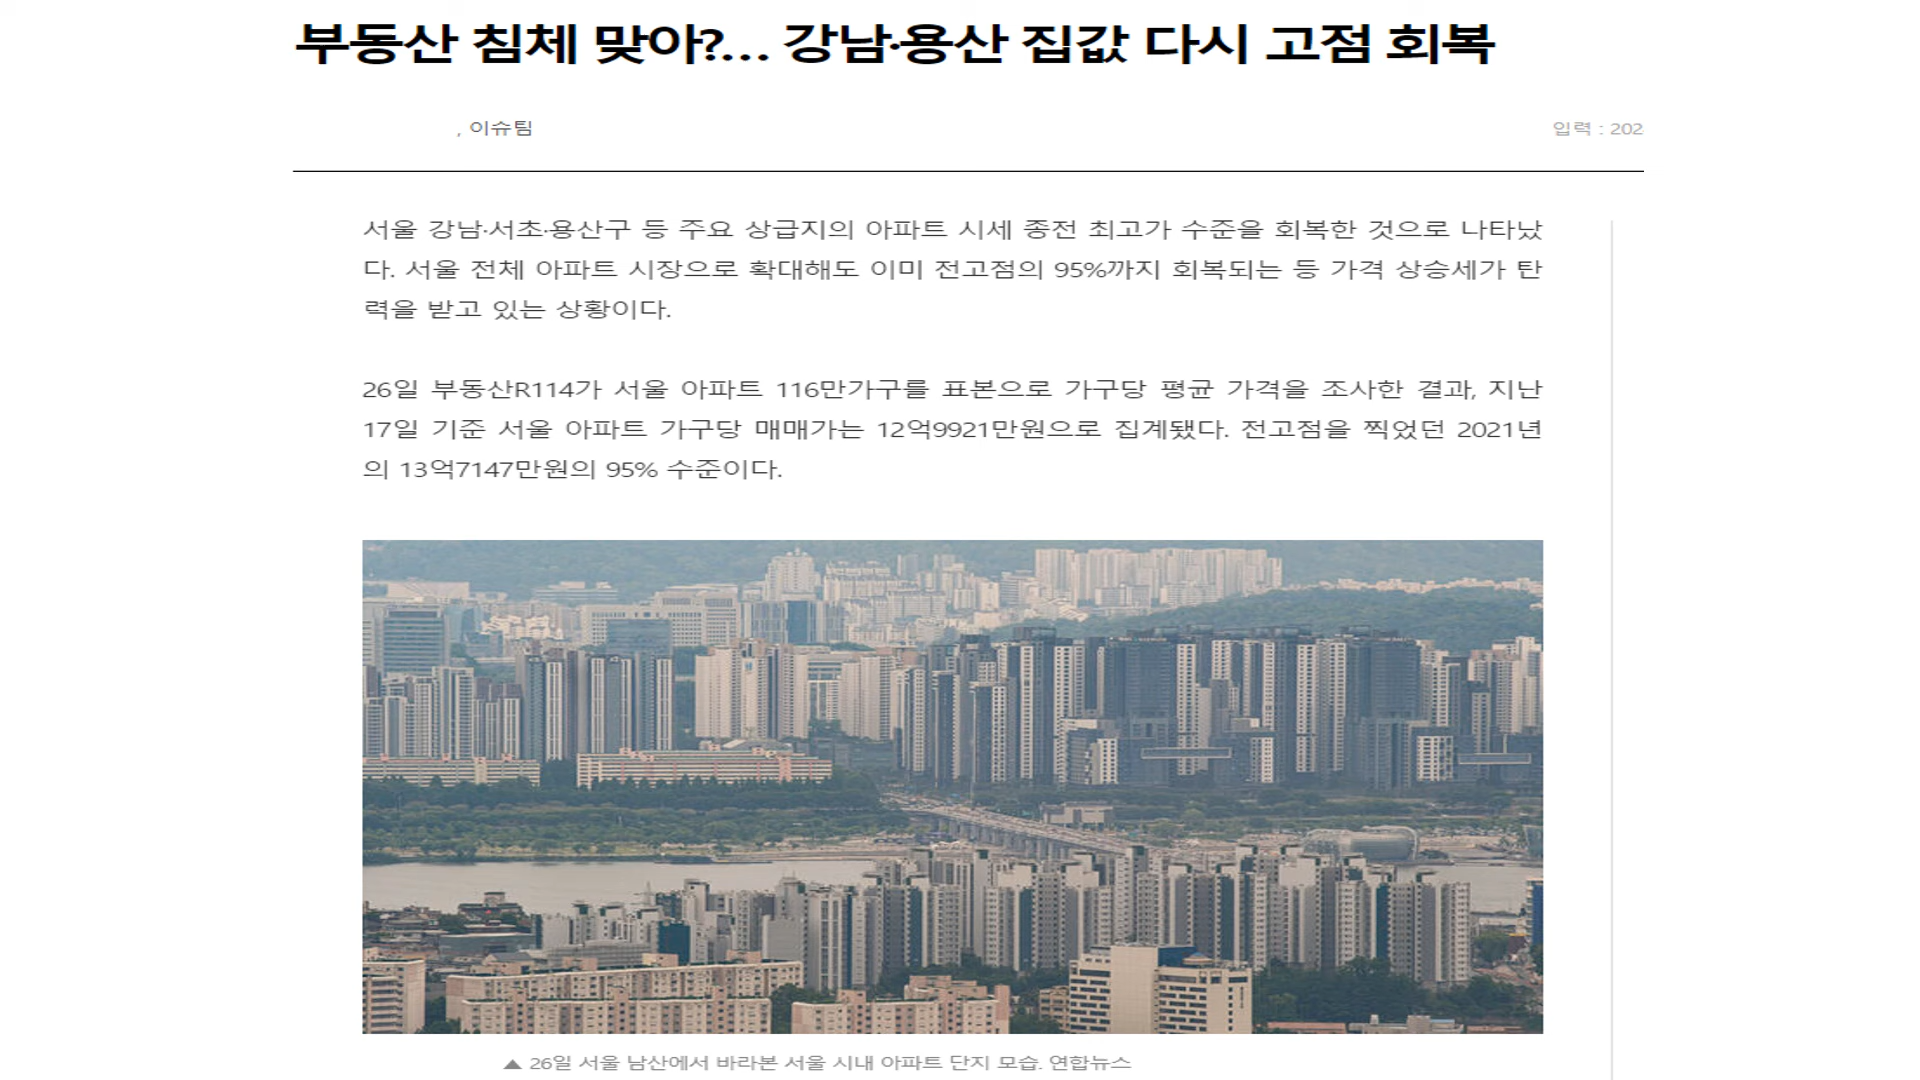 부동산 침체 맞아?... 강남·용산 집값 다시 고점 회복
, 이슈팀
입력 : 202
서울 강남·서초·용산구 등 주요 상급지의 아파트 시세 종전 최고가 수준을 회복한 것으로 나타났
다. 서울 전체 아파트 시장으로 확대해도 이미 전고점의 95%까지 회복되는 등 가격 상승세가 탄
력을 받고 있는 상황이다.
26일 부동산R114가 서울 아파트 116만가구를 표본으로 가구당 평균 가격을 조사한 결과, 지난
17일 기준 서울 아파트 가구당 매매가는 12억9921만원으로 집계됐다. 전고점을 찍었던 2021년
의 13억7147만원의 95% 수준이다.
▲ 26일 서울 남산에서 바라본 서울 시내 아파트 단지 모습. 연합뉴스